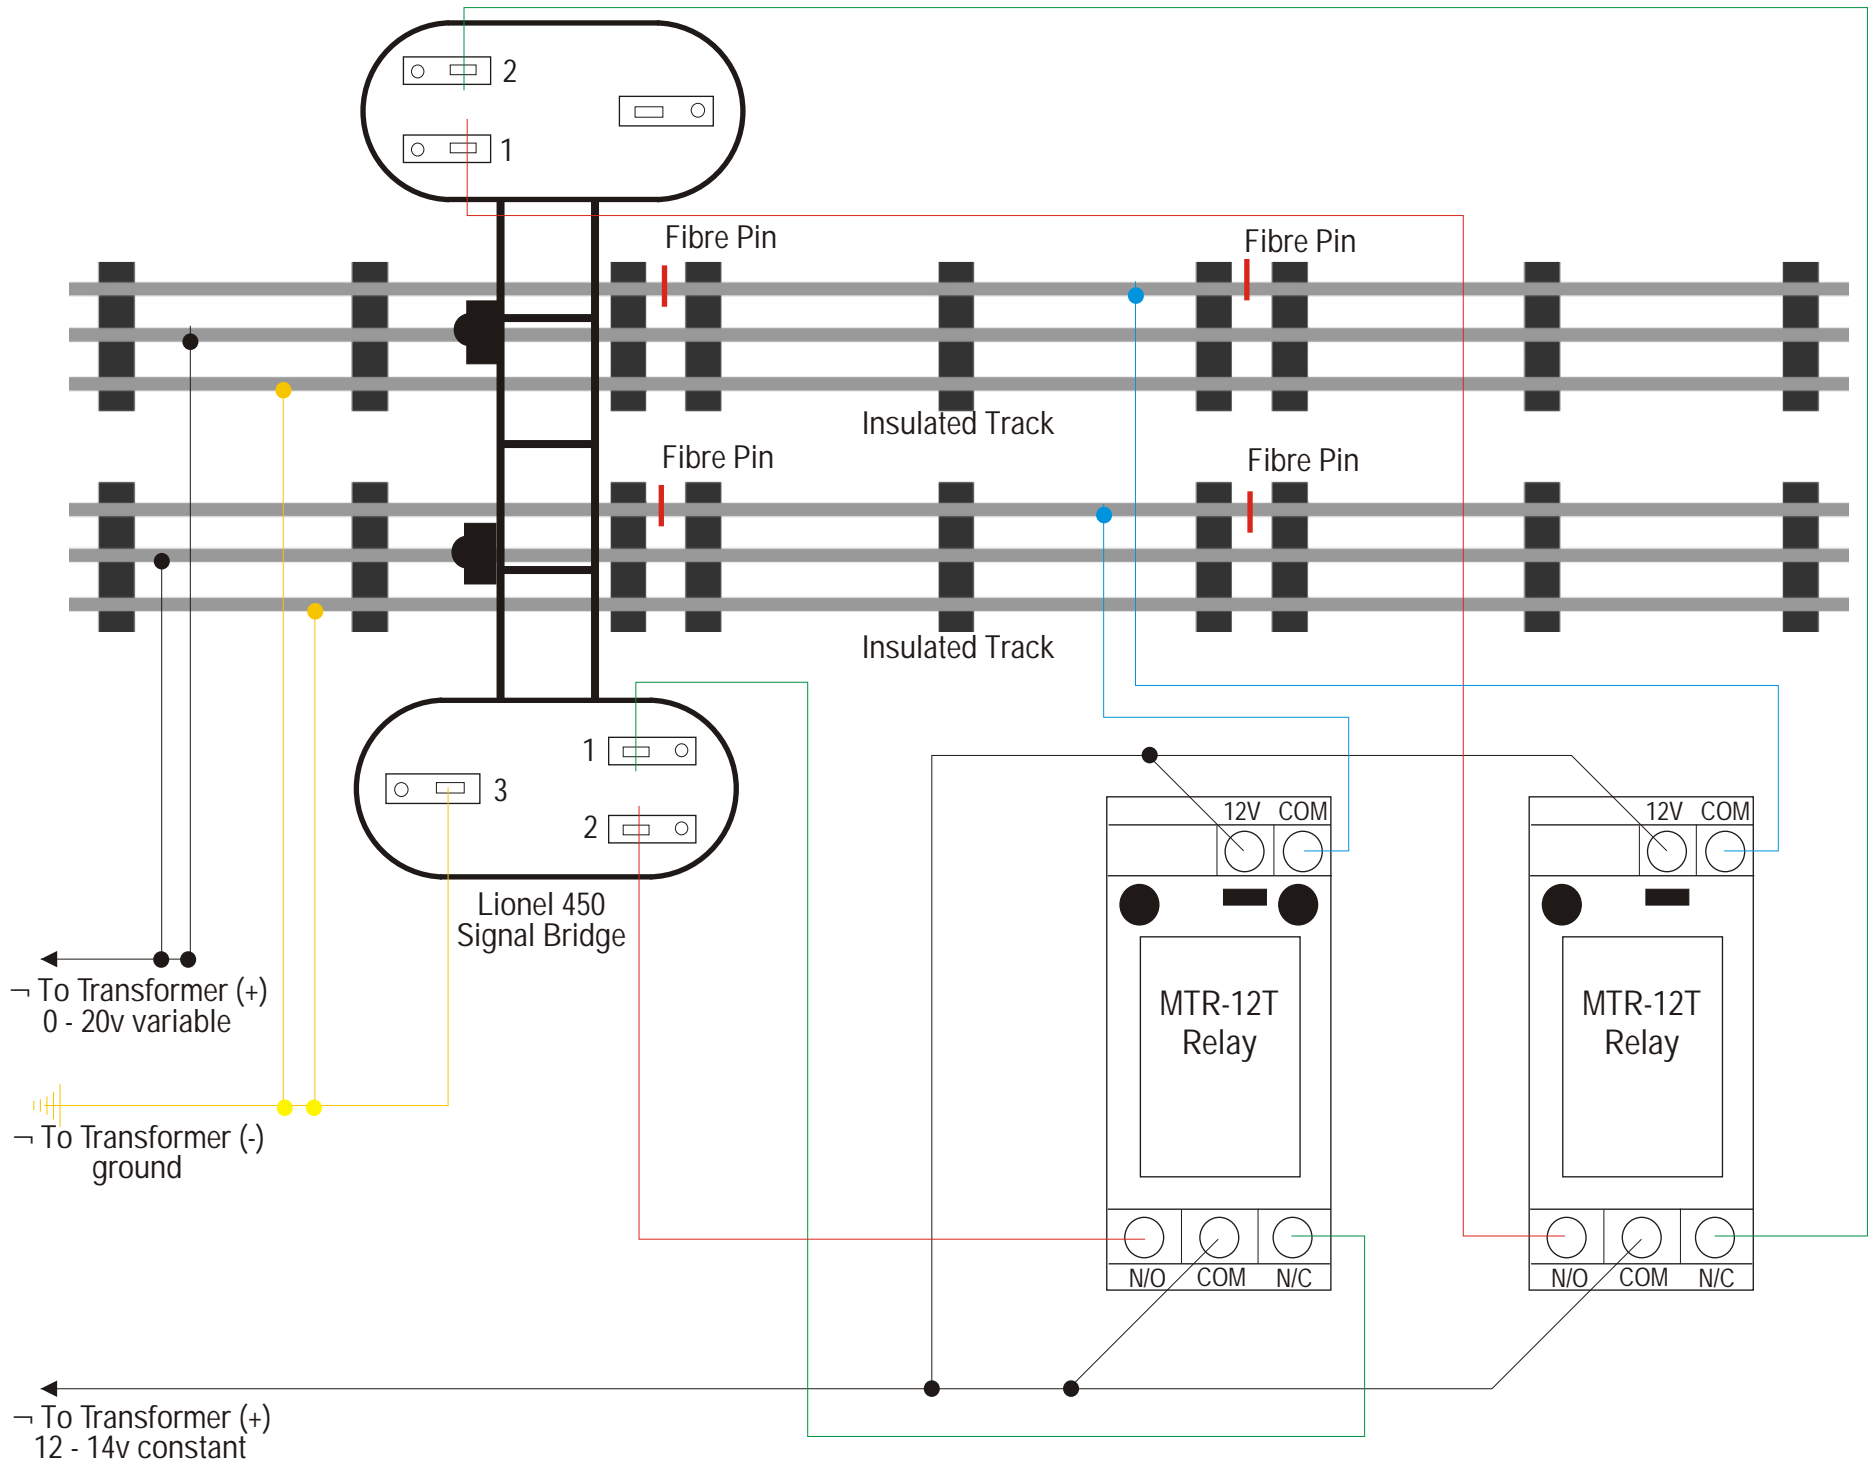 2
1
Fibre Pin
Fibre Pin
Insulated Track
Fibre Pin
Fibre Pin
Insulated Track
1
3
2
Lionel 450
Signal Bridge
12V COM
12V COM
MTR-12T
Relay
MTR-12T
Relay
¬ To Transformer (+)
0 - 20v variable
¬ To Transformer (-)
ground
N/O COM N/C
N/O COM N/C
¬ To Transformer (+)
12 - 14v constant